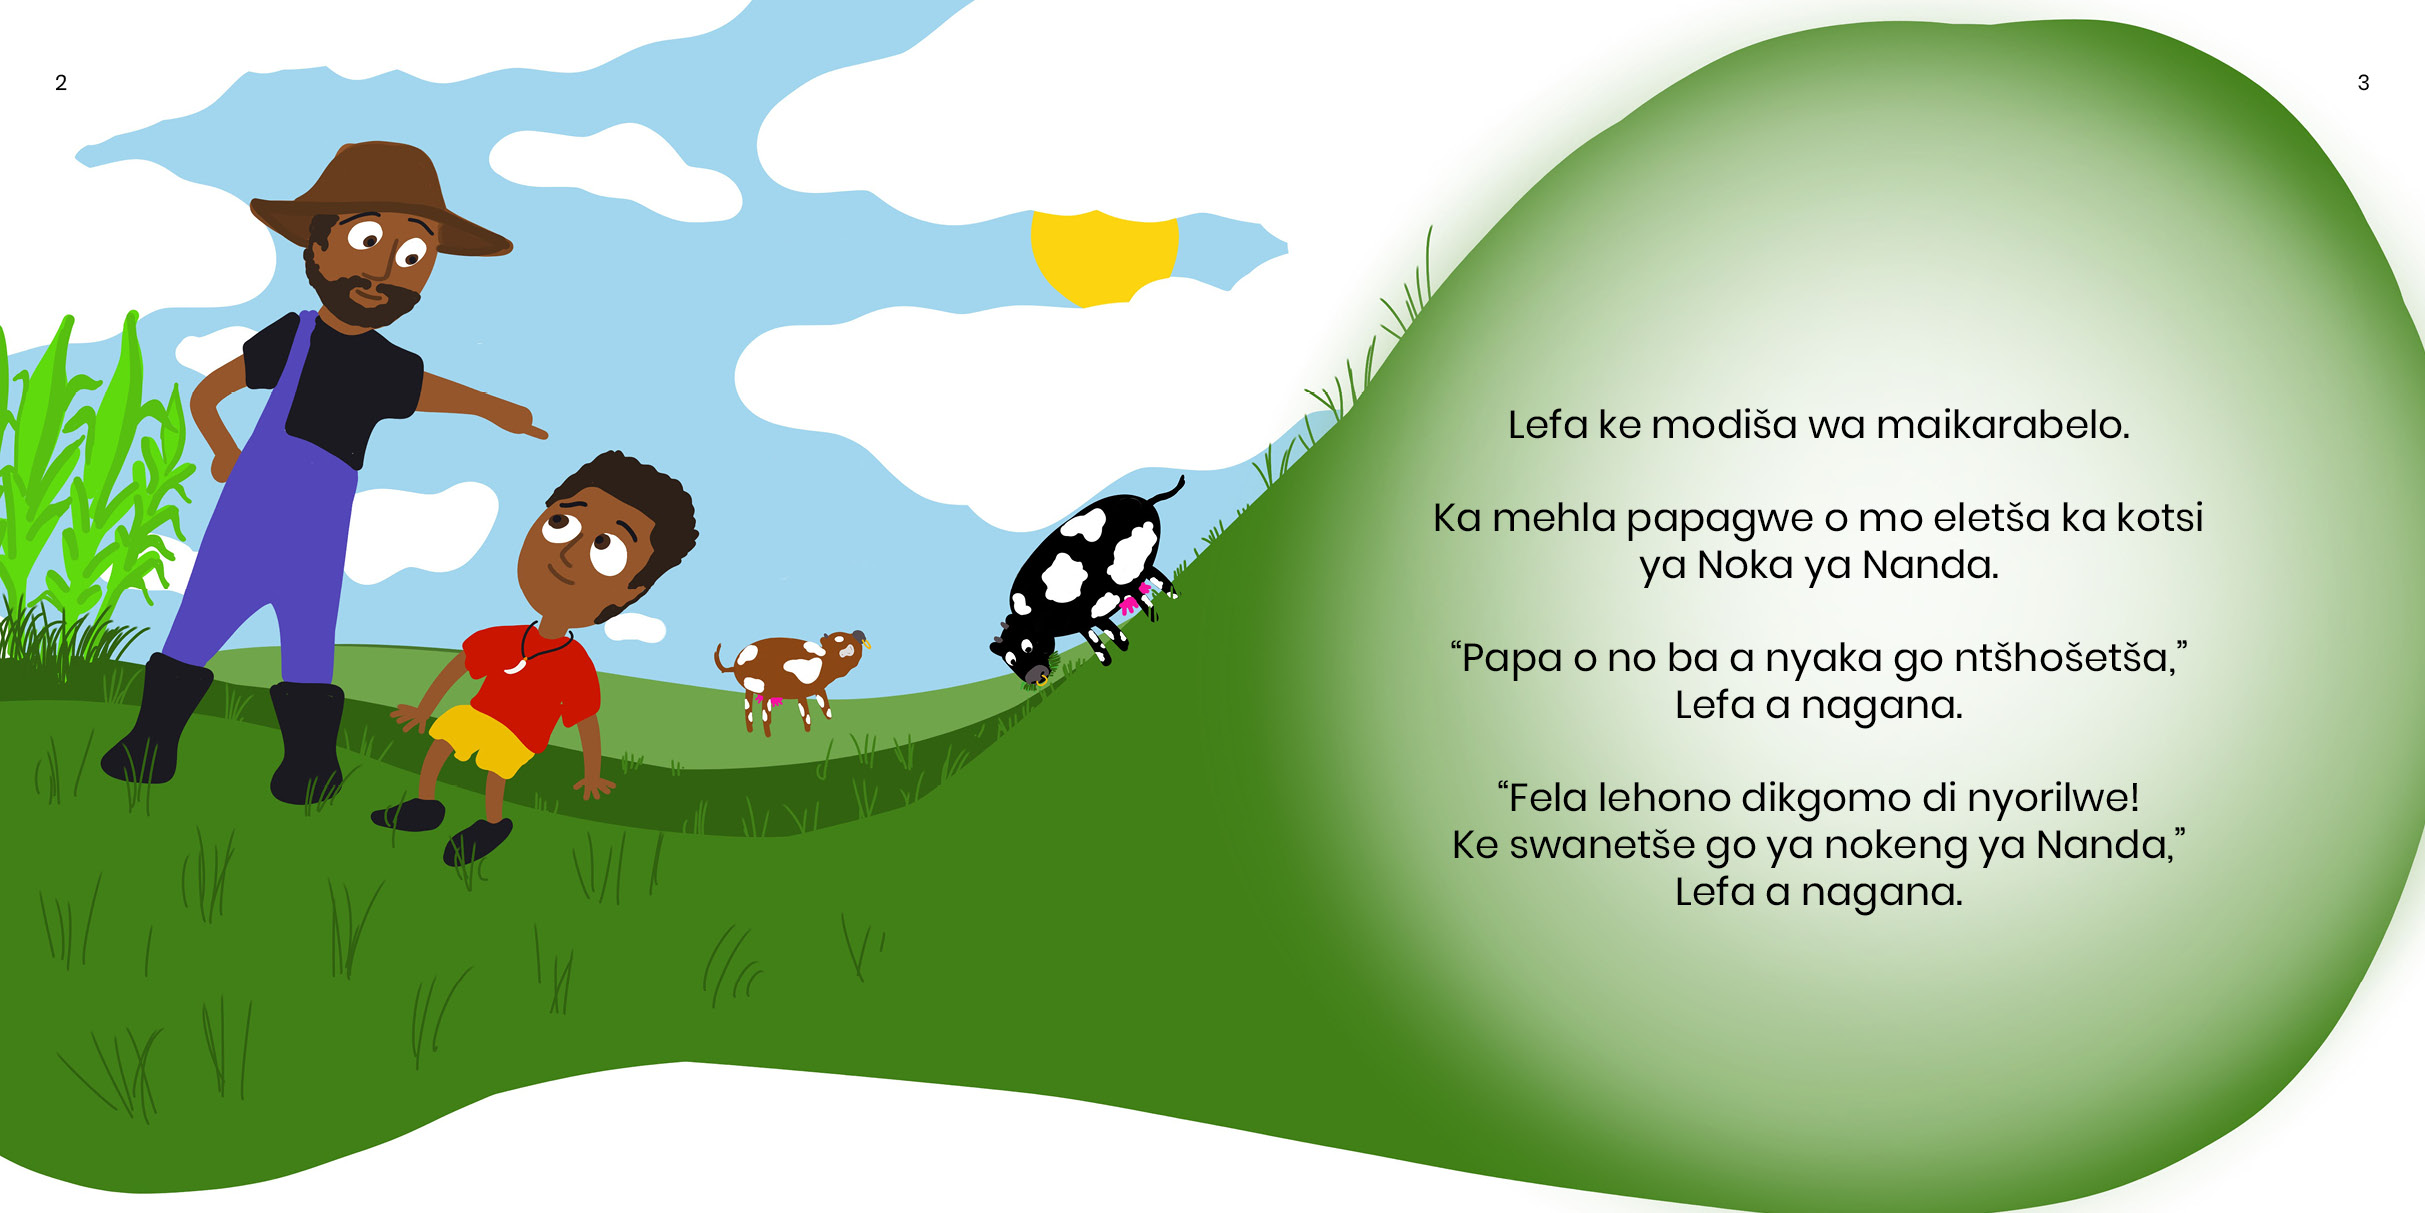 2
3
Lefa ke modiša wa maikarabelo.
Ka mehla papagwe o mo eletša ka kotsi
ya Noka ya Nanda.
“Papa o no ba a nyaka go ntšhošetša,”
Lefa a nagana.
“Fela lehono dikgomo di nyorilwe!
Ke swanetše go ya nokeng ya Nanda,”
Lefa a nagana.